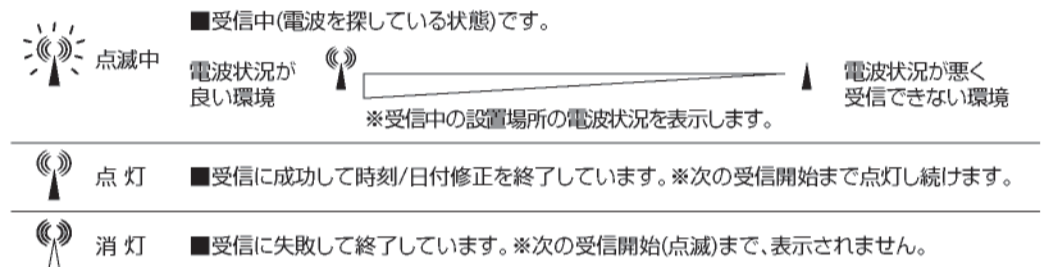 ■受信中(電波を探している状態)です。
点滅中
電波状況が
良い環境
電波状況が悪く
受信できない環境
※受信中の設置場所の電波状況を表示します。
点 灯 ■受信に成功して時刻/日付修正を終了しています。※次の受信開始まで点灯し続けます。
消 灯 ■受信に失敗して終了しています。※次の受信開始(点滅)まで、表示されません。